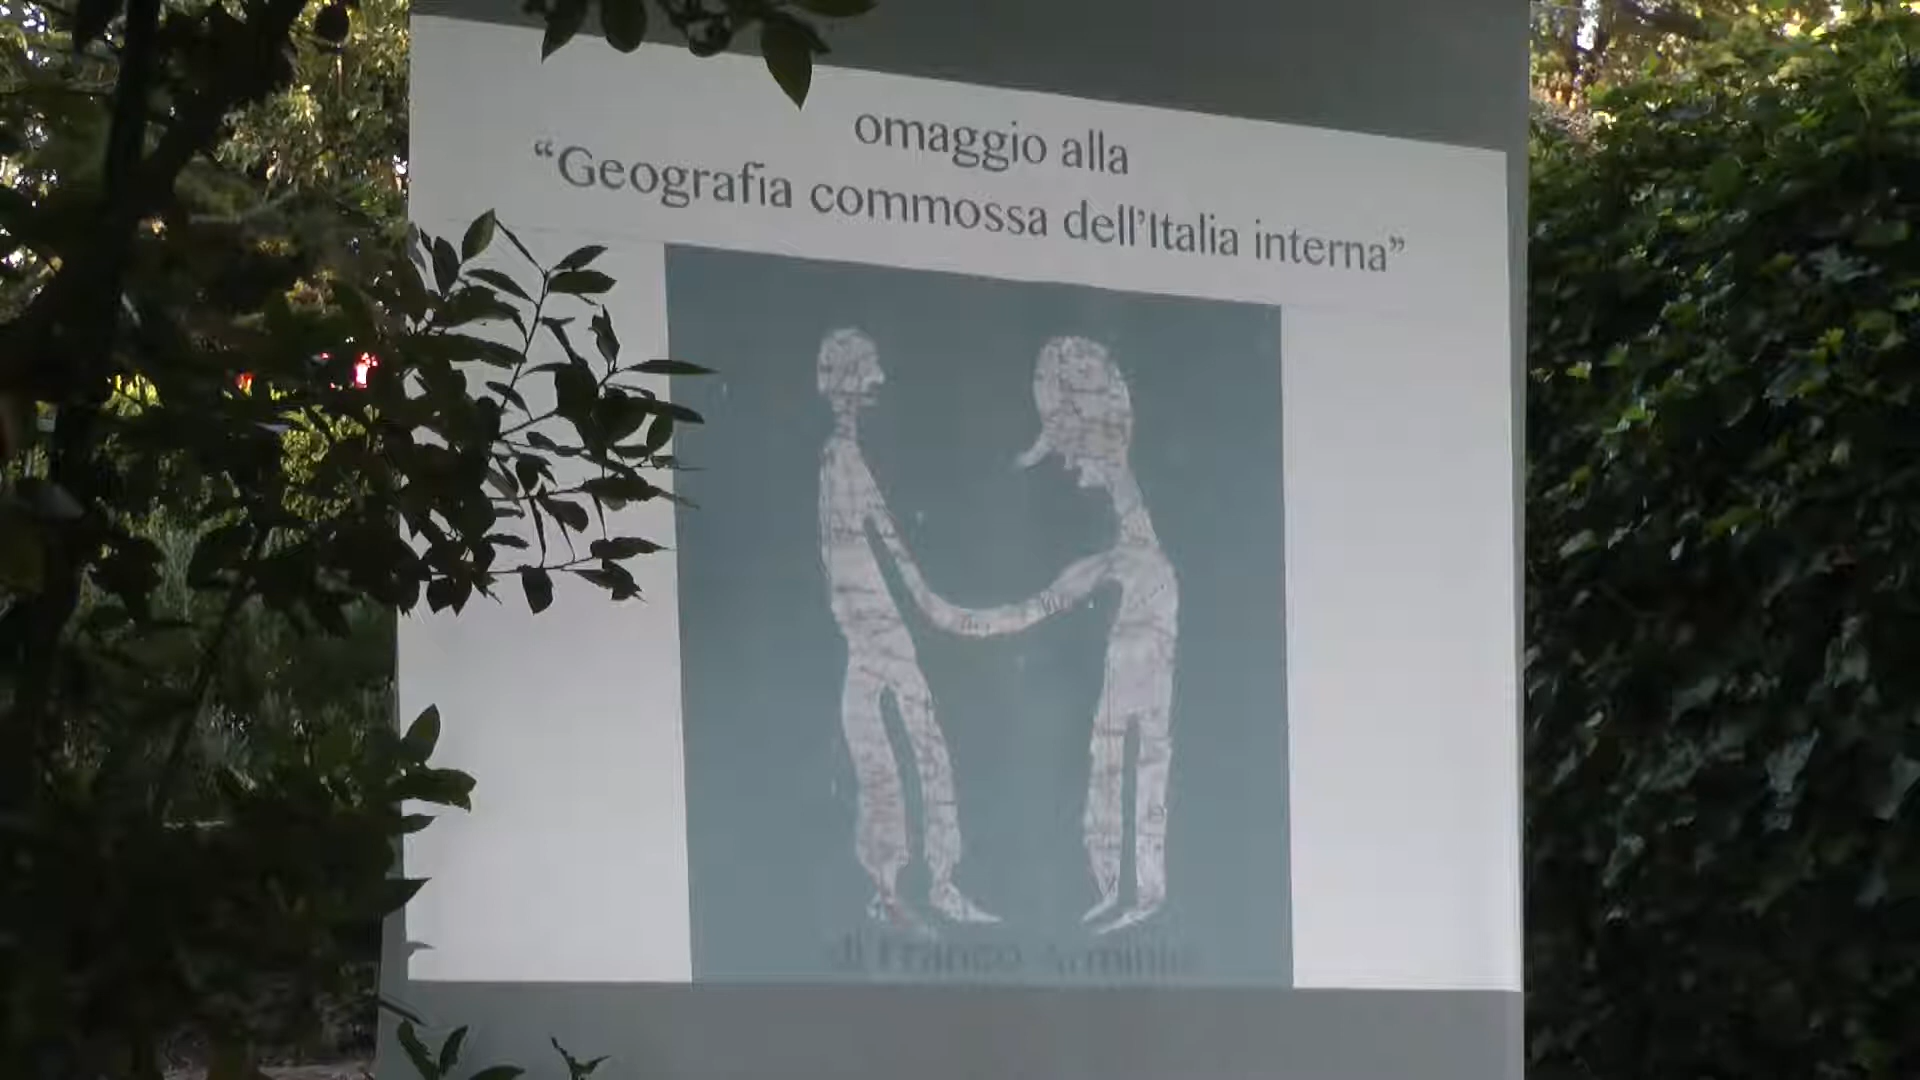 omaggio alla
“Geografia commossa dell’Italia interna”
di Franco Arminio